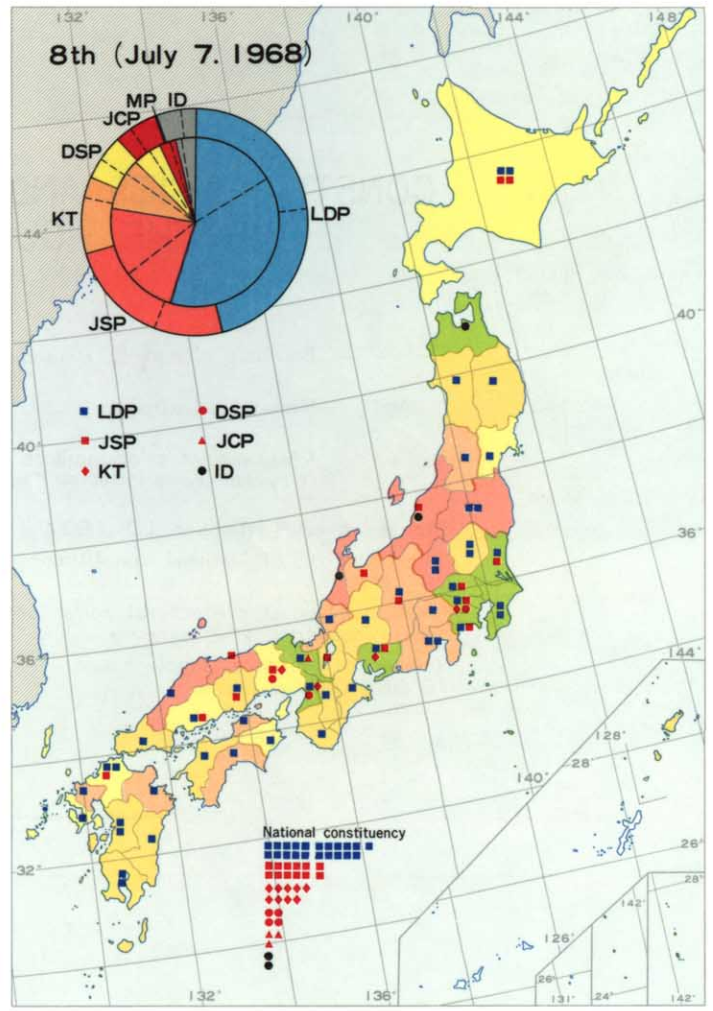 132° 136° 140° 144° 148°
8th (July 7. 1968)
MP ID
JCP
DSP
KT
LDP
JSP
44°
40°
LDP DSP
JSP JCP
KT ID
40°
36°
36°
144°
128°
28°
140°
National constituency
32°
26°
28°
142°
126°
26°
132° 136° 131° 24° 142°